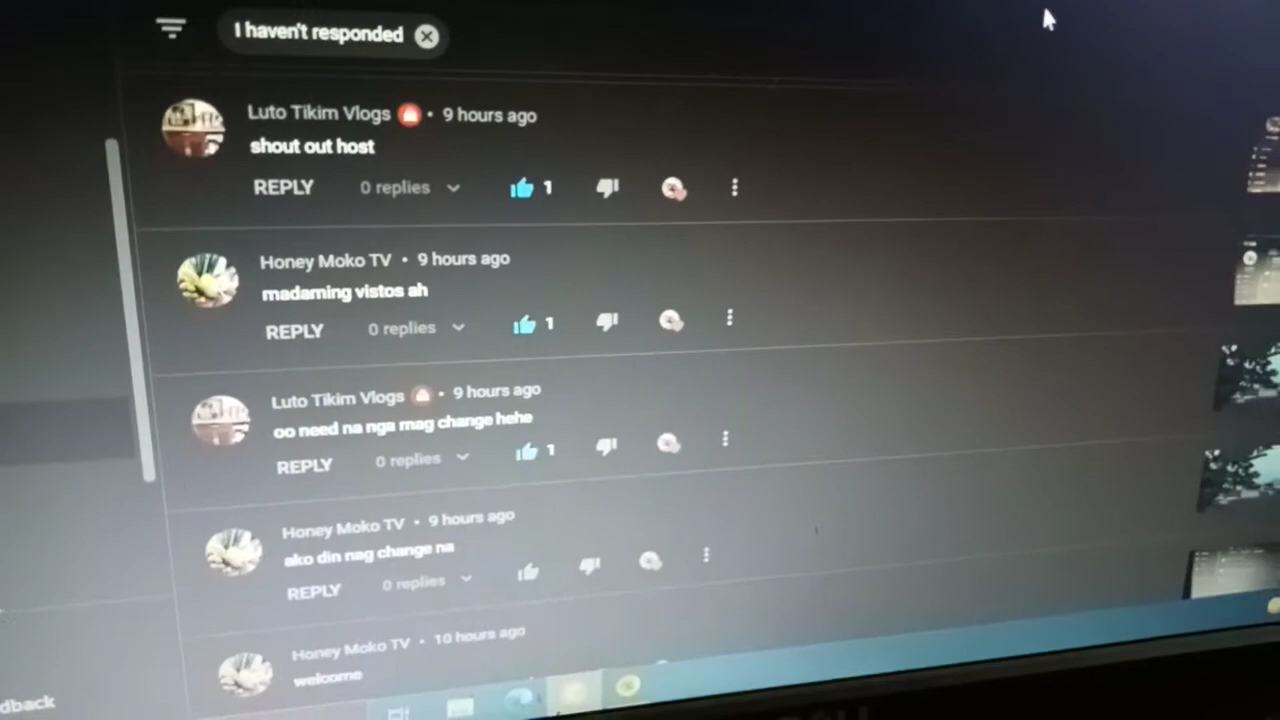 I haven't responded
Luto Tikim Vlogs • 9 hours ago
shout out host
REPLY 0 replies 1
Honey Moko TV • 9 hours ago
madaming vistos ah
REPLY 0 replies 1
Luto Tikim Vlogs • 9 hours ago
oo need na nga mag change hehe
REPLY 0 replies 1
Honey Moko TV • 9 hours ago
ako din nag change na
REPLY 0 replies
Honey Moko TV • 10 hours ago
welcome
dback